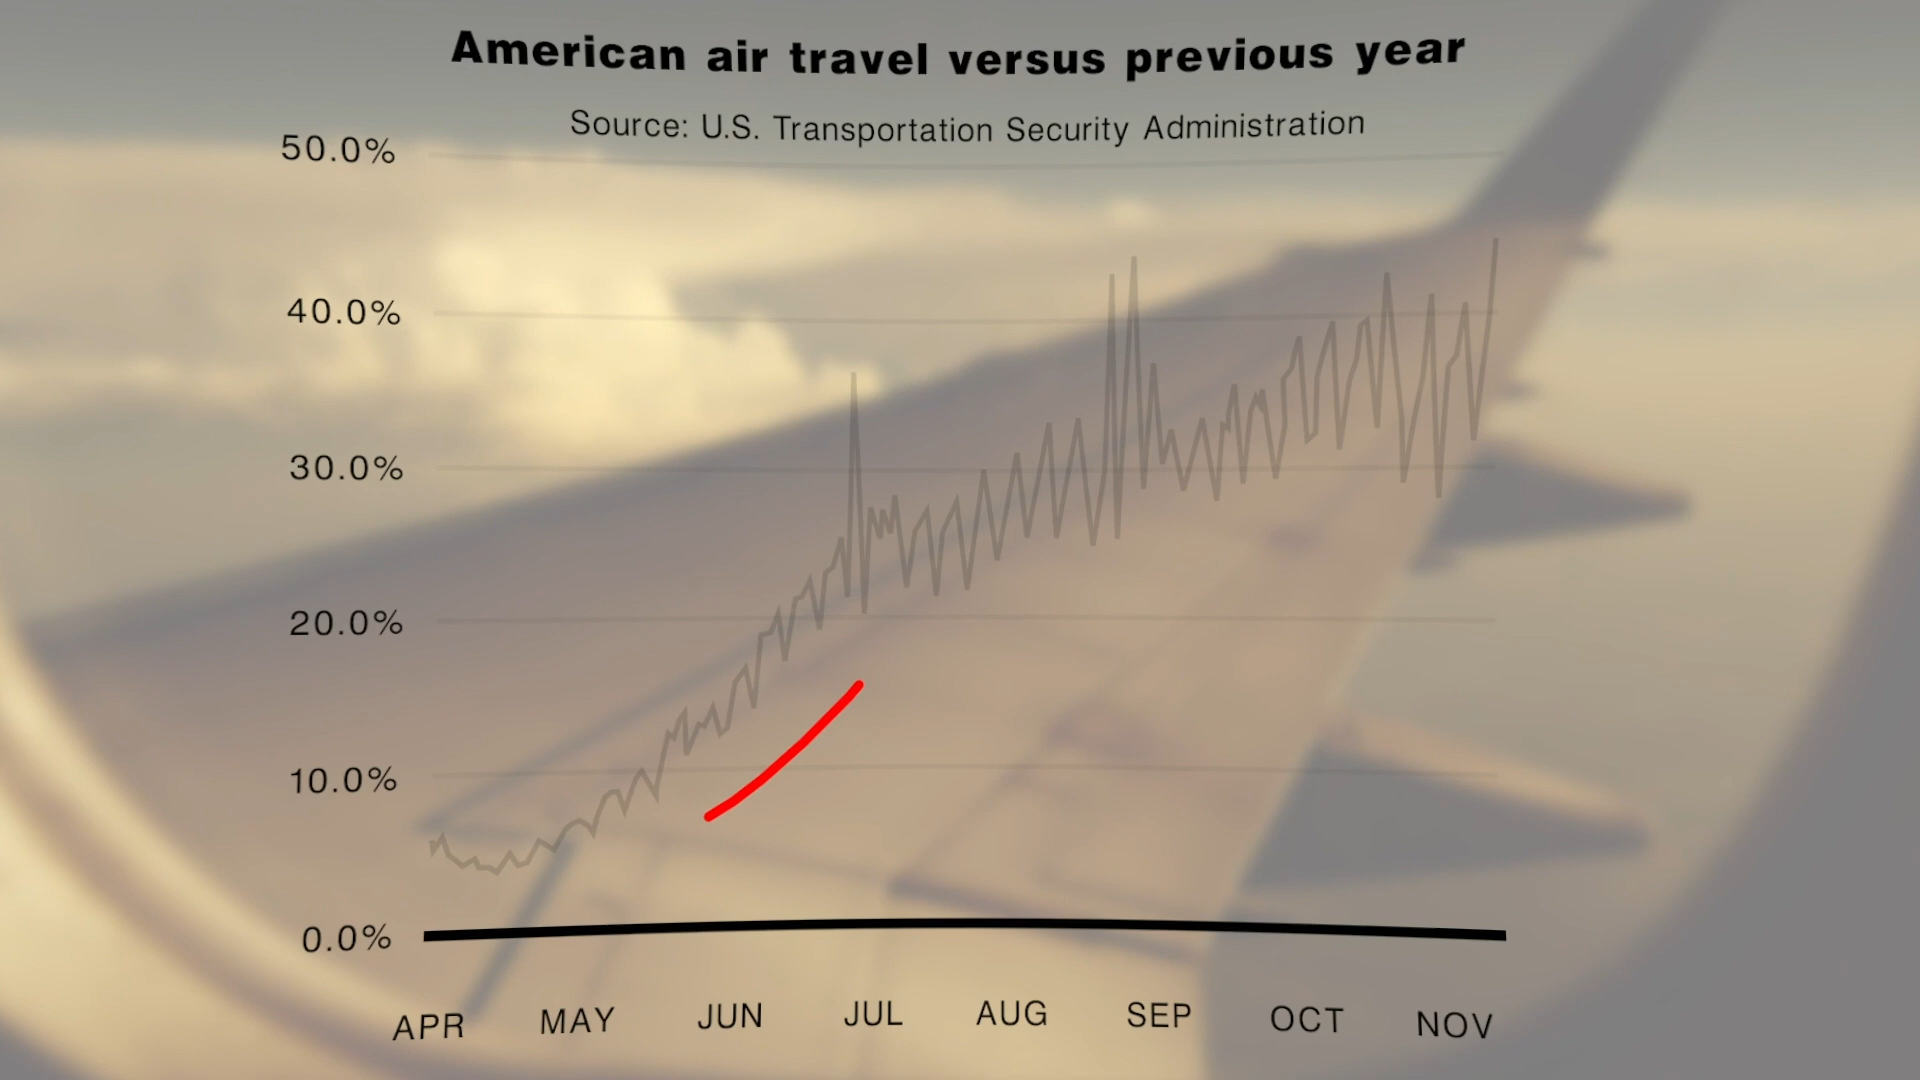 American air travel versus previous year
Source: U.S. Transportation Security Administration
50.0%
40.0%
30.0%
20.0%
10.0%
0.0%
APR MAY JUN JUL AUG SEP OCT NOV